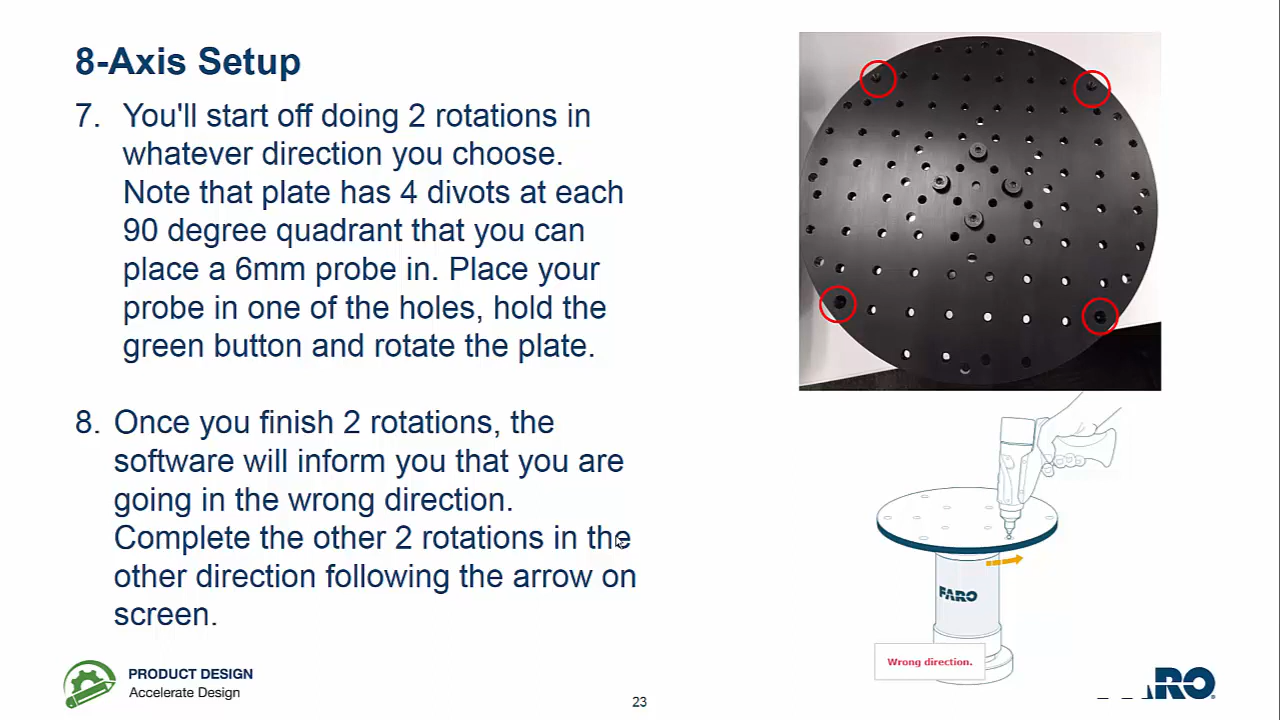 8-Axis Setup
7. You'll start off doing 2 rotations in
whatever direction you choose.
Note that plate has 4 divots at each
90 degree quadrant that you can
place a 6mm probe in. Place your
probe in one of the holes, hold the
green button and rotate the plate.
8. Once you finish 2 rotations, the
software will inform you that you are
going in the wrong direction.
Complete the other 2 rotations in the
other direction following the arrow on
screen.
FARO
Wrong direction.
PRODUCT DESIGN
Accelerate Design
23